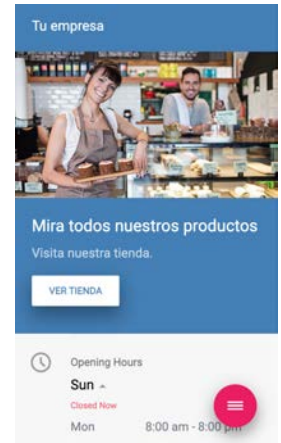 Tu empresa
Mira todos nuestros productos
Visita nuestra tienda.
VER TIENDA
Opening Hours
Sun
Closed Now
Mon 8:00 am - 8:00 pm